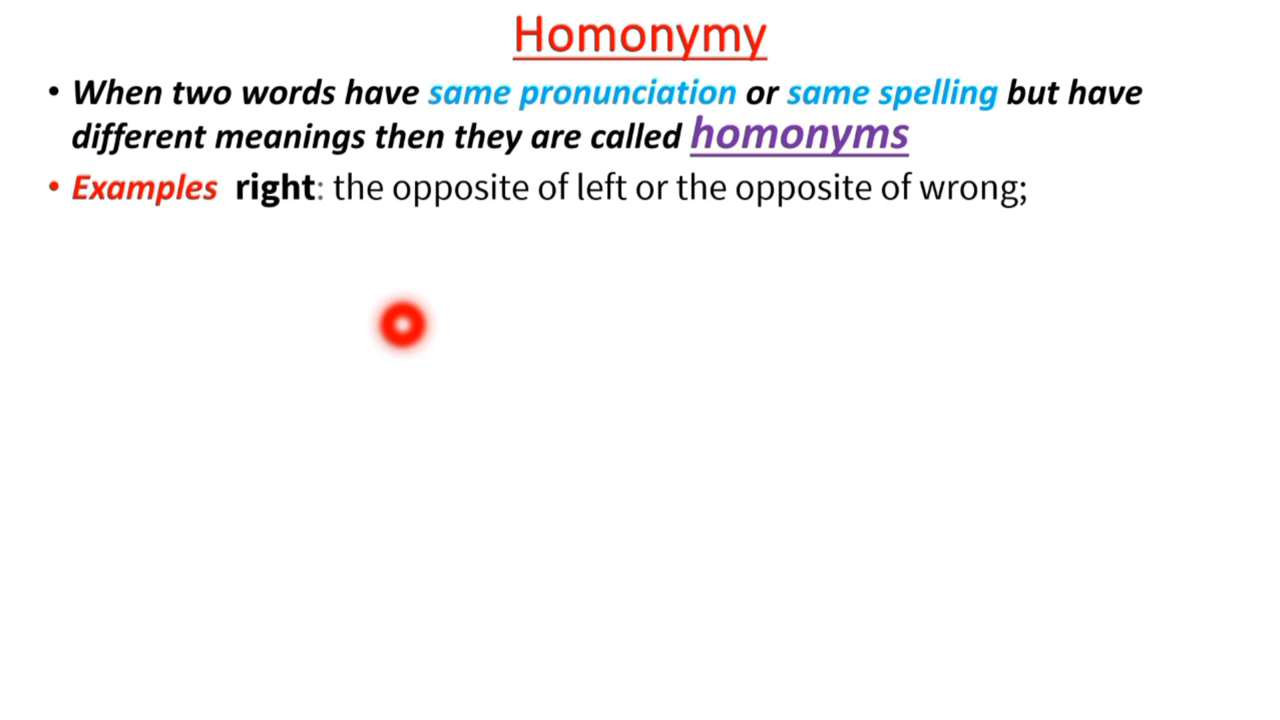 Homonymy
• When two words have same pronunciation or same spelling but have
different meanings then they are called homonyms
• Examples right: the opposite of left or the opposite of wrong;